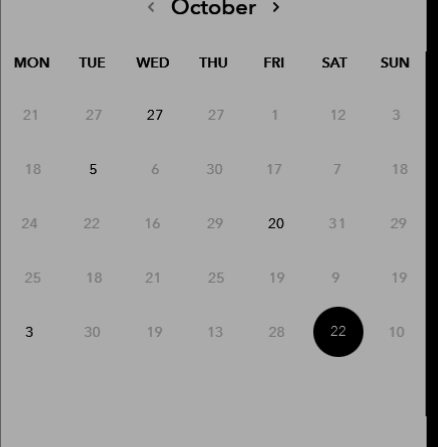 < October >
MON TUE WED THU FRI SAT SUN
21 27 27 27 1 12 3
18 5 6 30 17 7 18
24 22 16 29 20 31 29
25 18 21 25 19 9 19
3 30 19 13 28 22 10